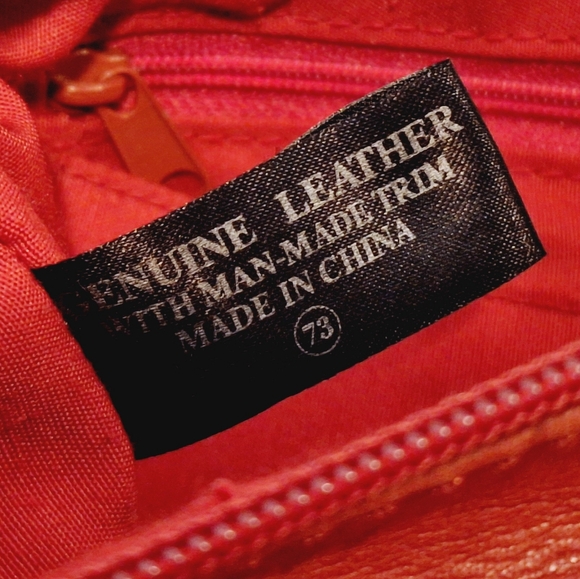 GENUINE LEATHER
WITH MAN-MADE TRIM
MADE IN CHINA
73